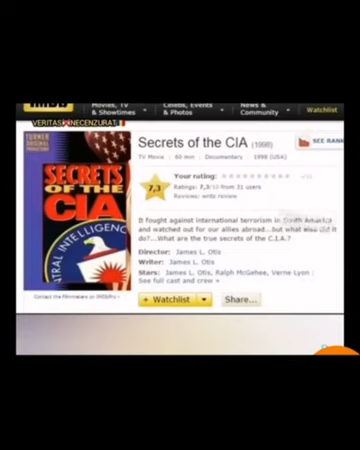 IMDb
Movies, TV
& Showtimes
Celebs, Events
& Photos
News &
Community
Watchlist
VERITAS❌NECENZURAT
TURNER
ORIGINAL
PRODUCTIONS
SECRETS
OF THE
CIA
CENTRAL INTELLIGENC
Secrets of the CIA (1998)
SEE RANK
TV Movie | 60 min | Documentary | 1998 (USA)
7,3
Your rating:
Ratings: 7,3/10 from 31 users
Reviews: write review
It fought against international terrorism in South America
and watched out for our allies abroad...but what else did it
do?...What are the true secrets of the C.I.A.?
Director: James L. Otis
Writer: James L. Otis
Stars: James L. Otis, Ralph McGehee, Verne Lyon |
See full cast and crew »
+ Watchlist
Share...
Contact the Filmmakers on IMDbPro »